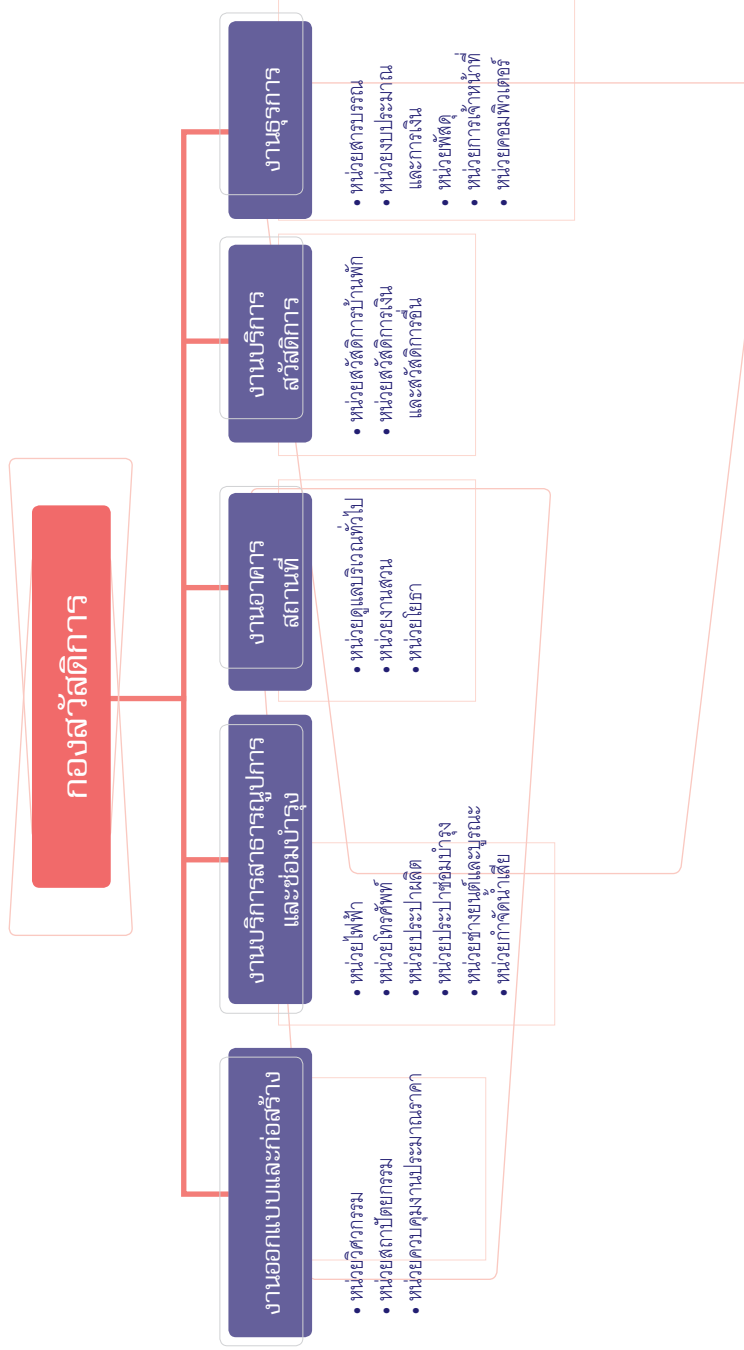 กองสวัสดิการ
งานออกแบบและก่อสร้าง
• หน่วยวิศวกรรม
• หน่วยสถาปัตยกรรม
• หน่วยควบคุมงานประมาณราคา
งานบริการสาธารณูปการ
และซ่อมบำรุง
• หน่วยไฟฟ้า
• หน่วยโทรศัพท์
• หน่วยประปาผลิต
• หน่วยประปาซ่อมบำรุง
• หน่วยช่างยนต์และบูรณะ
• หน่วยกำจัดน้ำเสีย
งานอาคาร
สถานที่
• หน่วยดูแลบริเวณทั่วไป
• หน่วยงานสวน
• หน่วยโยธา
งานบริการ
สวัสดิการ
• หน่วยสวัสดิการบ้านพัก
• หน่วยสวัสดิการเงิน
และสวัสดิการอื่น
งานธุรการ
• หน่วยสารบรรณ
• หน่วยงบประมาณ
และการเงิน
• หน่วยพัสดุ
• หน่วยการเจ้าหน้าที่
• หน่วยคอมพิวเตอร์